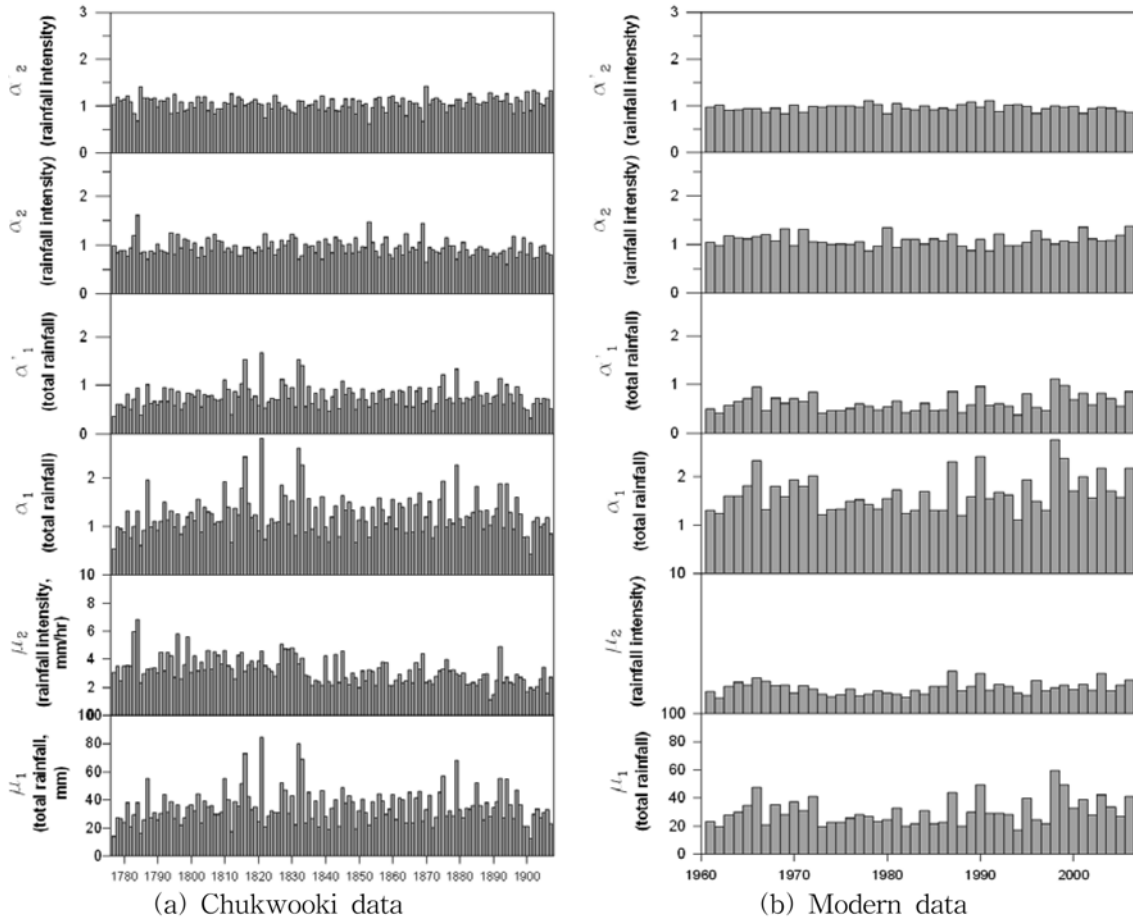 3
2
1
0
α'2
(rainfall intensity)
2
1
0
α2
(rainfall intensity)
2
1
0
α'1
(total rainfall)
2
1
10
α1
(total rainfall)
8
6
4
2
μ2
(rainfall intensity,
mm/hr)
100
80
60
40
20
0
μ1
(total rainfall,
mm)
1780 1790 1800 1810 1820 1830 1840 1850 1860 1870 1880 1890 1900
(a) Chukwooki data
3
2
1
0
α'2
(rainfall intensity)
2
1
0
α2
(rainfall intensity)
2
1
0
α'1
(total rainfall)
2
1
10
α1
(total rainfall)
μ2
(rainfall intensity)
100
80
60
40
20
0
μ1
(total rainfall)
1960 1970 1980 1990 2000
(b) Modern data